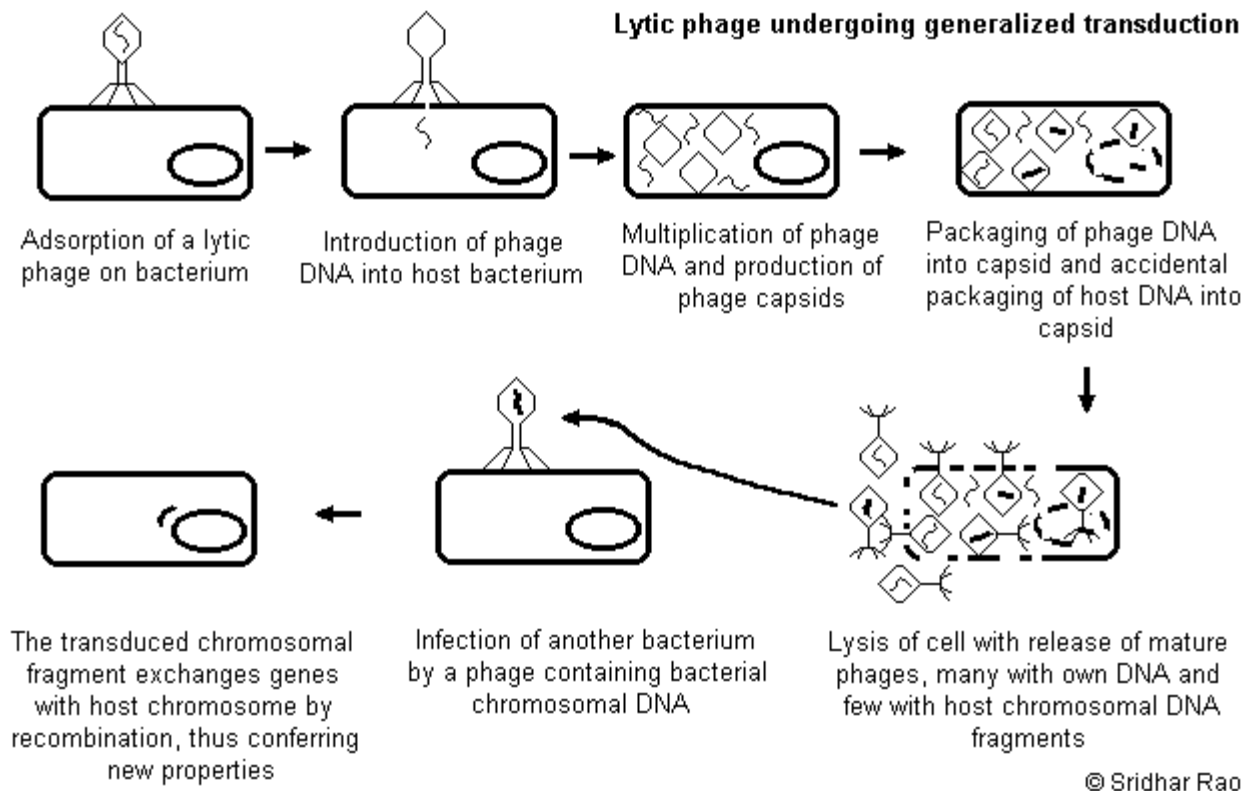 Lytic phage undergoing generalized transduction
Adsorption of a lytic
phage on bacterium
Introduction of phage
DNA into host bacterium
Multiplication of phage
DNA and production of
phage capsids
Packaging of phage DNA
into capsid and accidental
packaging of host DNA into
capsid
The transduced chromosomal
fragment exchanges genes
with host chromosome by
recombination, thus conferring
new properties
Infection of another bacterium
by a phage containing bacterial
chromosomal DNA
Lysis of cell with release of mature
phages, many with own DNA and
few with host chromosomal DNA
fragments
© Sridhar Rao